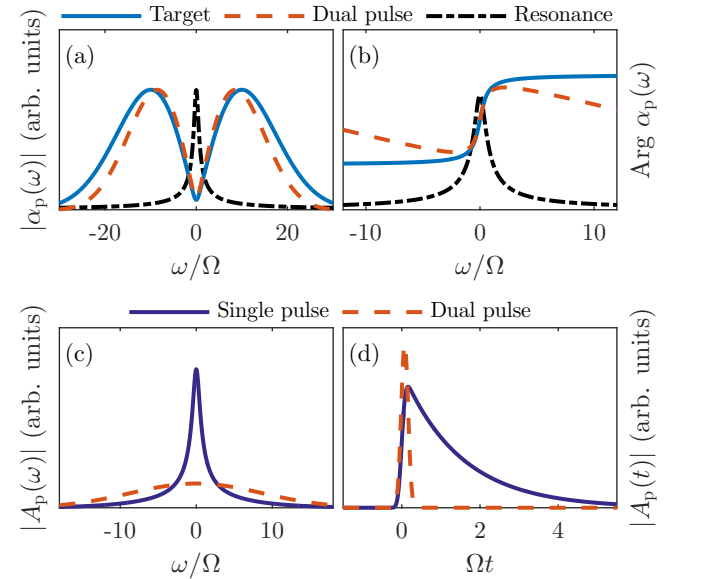 Target Dual pulse Resonance
(a) (b)
|αp(ω)| (arb. units)
Arg αp(ω)
-20 0 20
-10 0 10
ω/Ω ω/Ω
Single pulse Dual pulse
(c) (d)
|Ap(ω)| (arb. units)
|Ap(t)| (arb. units)
-10 0 10
0 2 4
ω/Ω Ωt